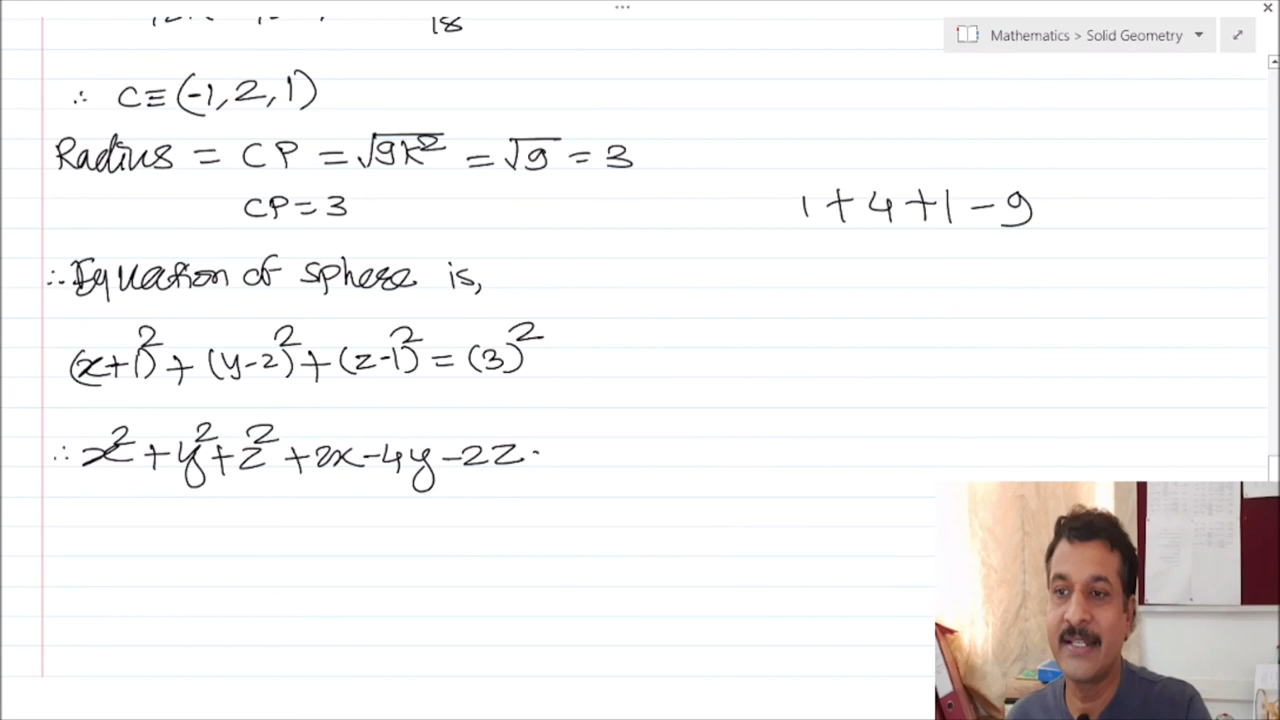 18
Mathematics > Solid Geometry
∴ C≡(-1,2,1)
Radius = CP = √9k² = √9 = 3
CP=3
1+4+1-9
∴ Equation of sphere is,
(x+1)²+(y-2)²+(z-1)²=(3)²
∴ x²+y²+z²+2x-4y-2z